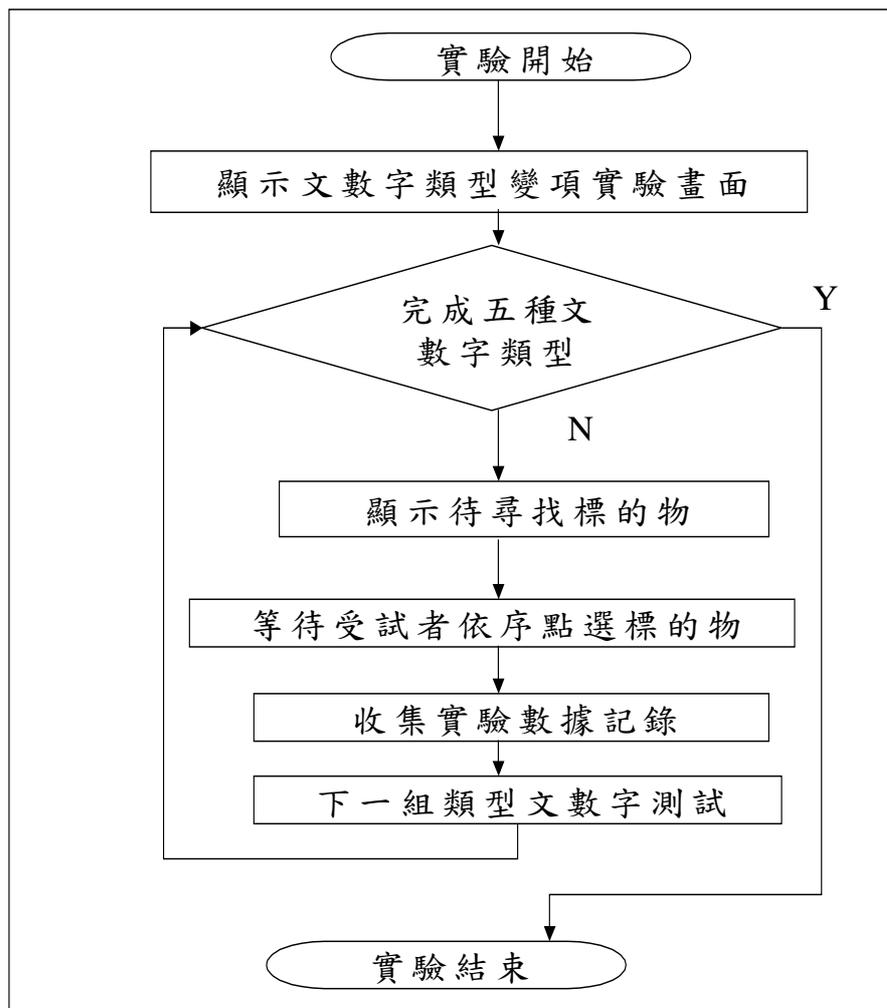 實驗開始
顯示文數字類型變項實驗畫面
完成五種文
數字類型
Y
N
顯示待尋找標的物
等待受試者依序點選標的物
收集實驗數據記錄
下一組類型文數字測試
實驗結束